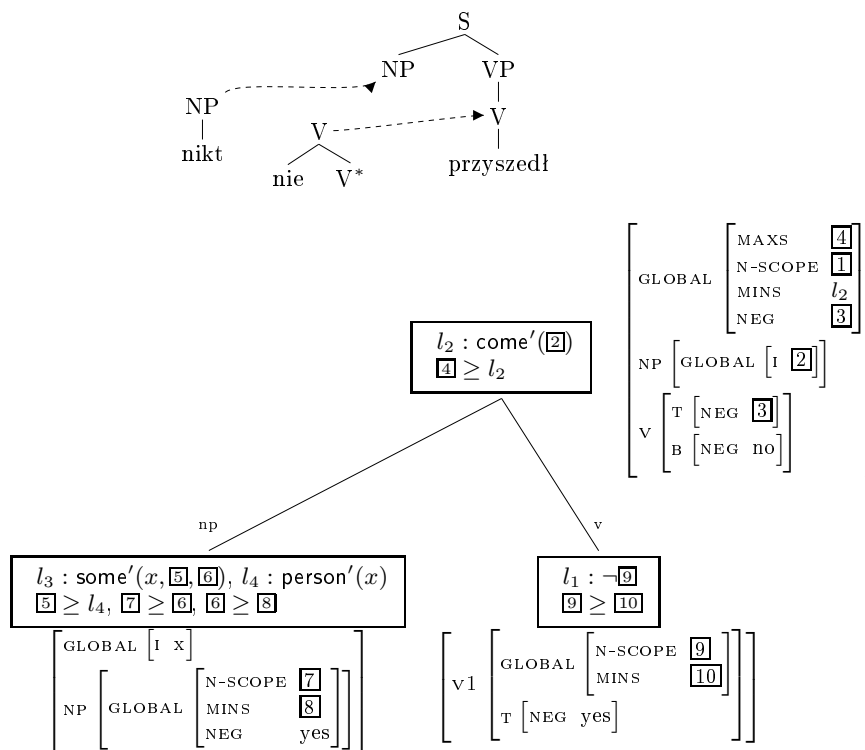 S
NP VP
NP V
nikt V
nie V* przyszedł
MAXS 4
GLOBAL N-SCOPE 1
MINS l2
NEG 3
l2 : come′(2)
4 ≥ l2
NP [GLOBAL [I 2]]
V [T [NEG 3]
B [NEG no]]
np v
l3 : some′(x, 5, 6), l4 : person′(x)
5 ≥ l4, 7 ≥ 6, 6 ≥ 8
l1 : ¬9
9 ≥ 10
GLOBAL [I X]
NP [GLOBAL [N-SCOPE 7
MINS 8
NEG yes]]
V1 [GLOBAL [N-SCOPE 9
MINS 10]
T [NEG yes]]